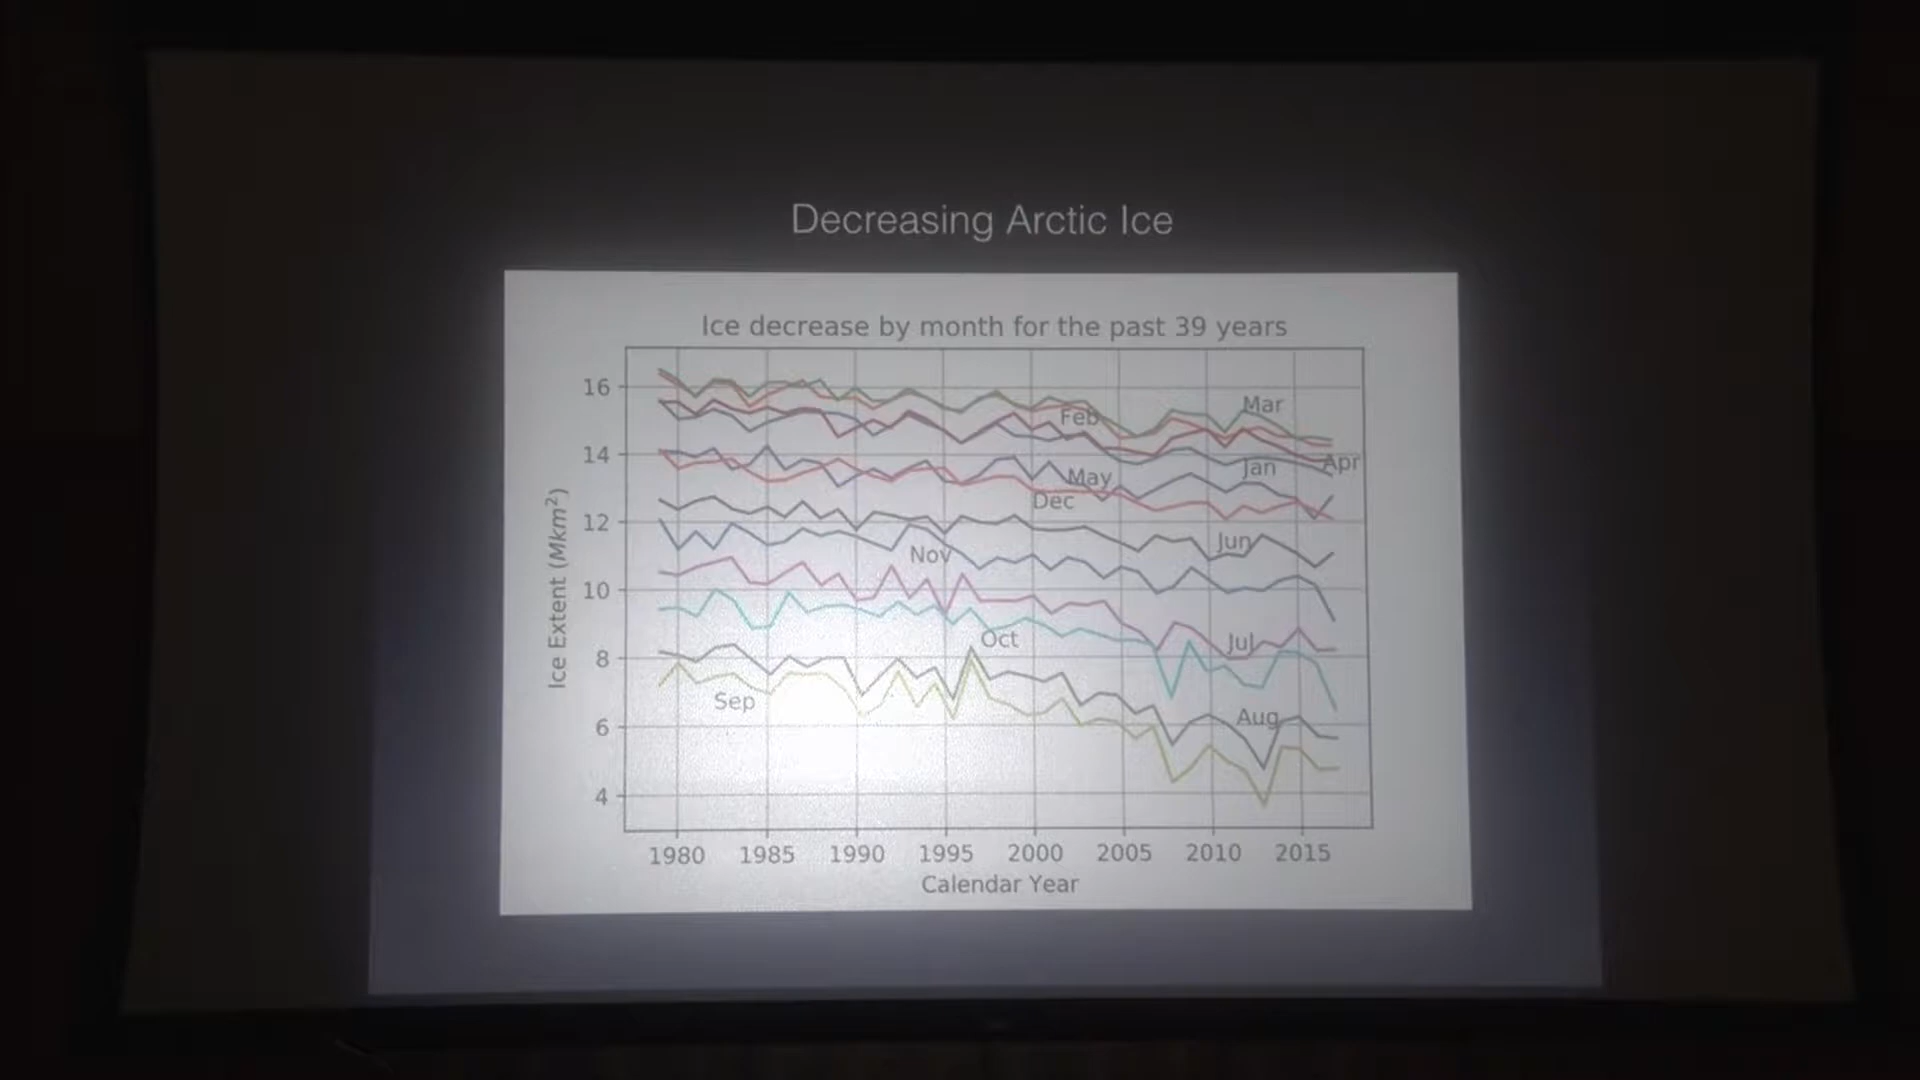 Decreasing Arctic Ice
Ice decrease by month for the past 39 years
16
14
12
10
8
6
4
Ice Extent (Mkm²)
Mar
Feb
Apr
Jan
May
Dec
Jun
Nov
Oct
Jul
Sep
Aug
1980 1985 1990 1995 2000 2005 2010 2015
Calendar Year